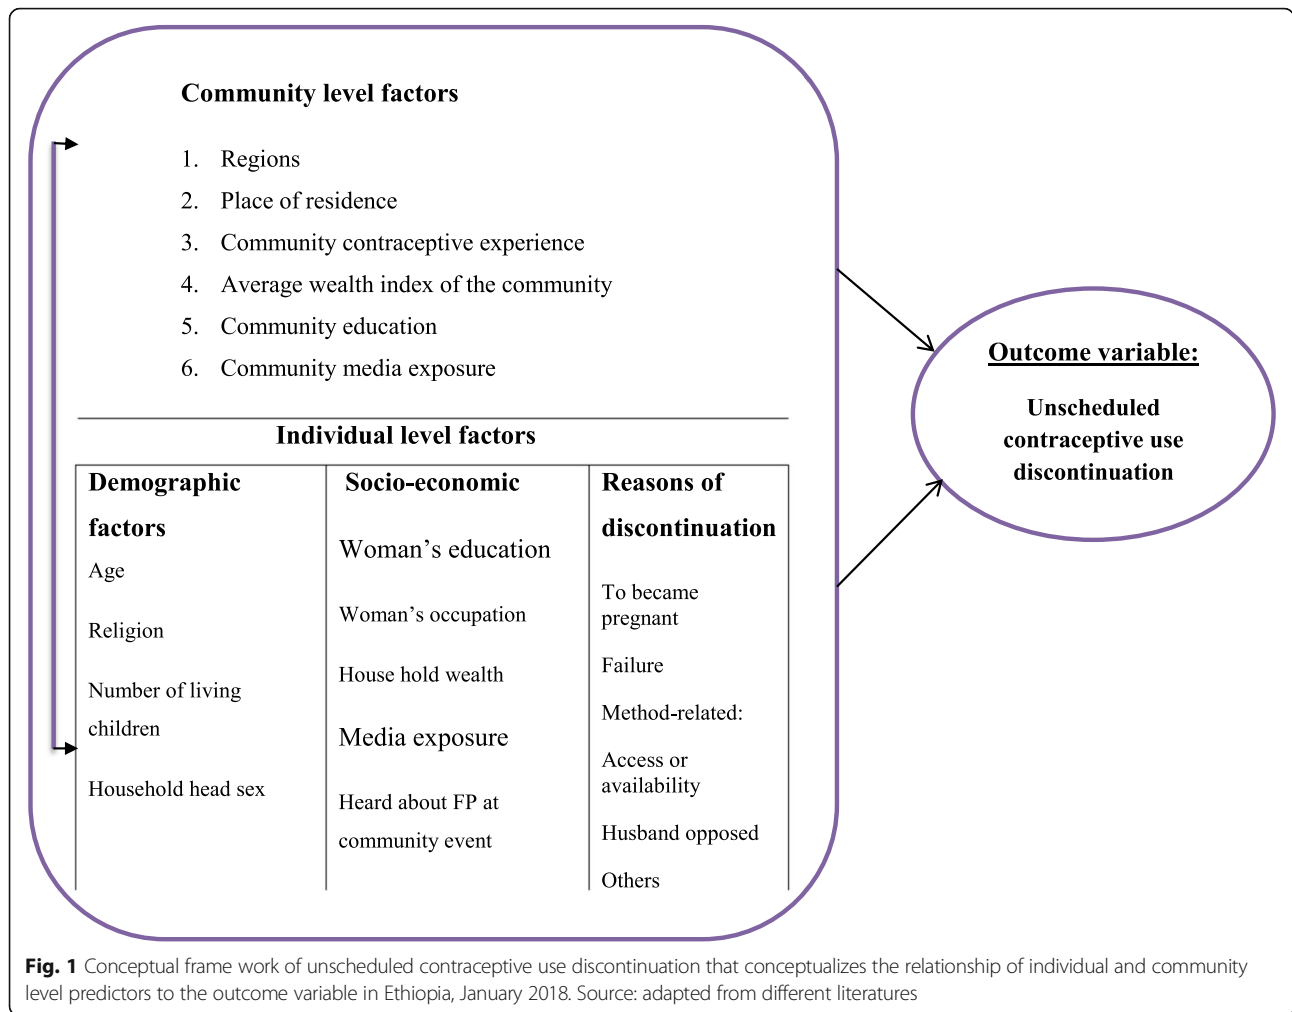 Community level factors
1. Regions
2. Place of residence
3. Community contraceptive experience
4. Average wealth index of the community
5. Community education
6. Community media exposure
Individual level factors
Demographic
factors
Age
Religion
Number of living
children
Household head sex
Socio-economic
Woman’s education
Woman’s occupation
House hold wealth
Media exposure
Heard about FP at
community event
Reasons of
discontinuation
To became
pregnant
Failure
Method-related:
Access or
availability
Husband opposed
Others
Outcome variable:
Unscheduled
contraceptive use
discontinuation
Fig. 1 Conceptual frame work of unscheduled contraceptive use discontinuation that conceptualizes the relationship of individual and community
level predictors to the outcome variable in Ethiopia, January 2018. Source: adapted from different literatures